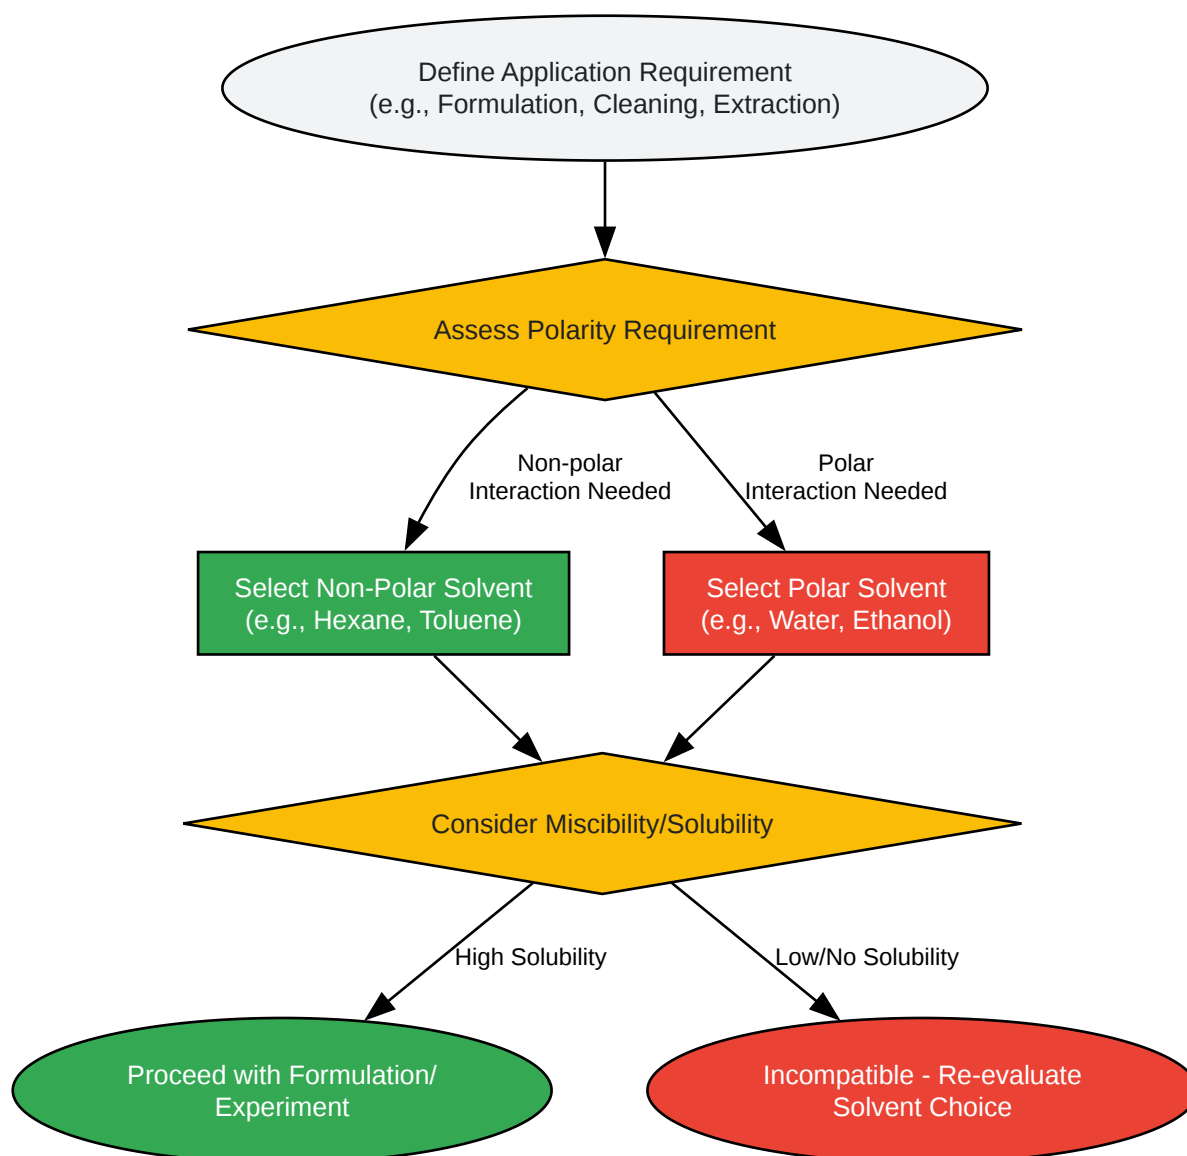 Define Application Requirement
(e.g., Formulation, Cleaning, Extraction)
Assess Polarity Requirement
Non-polar
Interaction Needed
Polar
Interaction Needed
Select Non-Polar Solvent
(e.g., Hexane, Toluene)
Select Polar Solvent
(e.g., Water, Ethanol)
Consider Miscibility/Solubility
High Solubility
Low/No Solubility
Proceed with Formulation/
Experiment
Incompatible - Re-evaluate
Solvent Choice